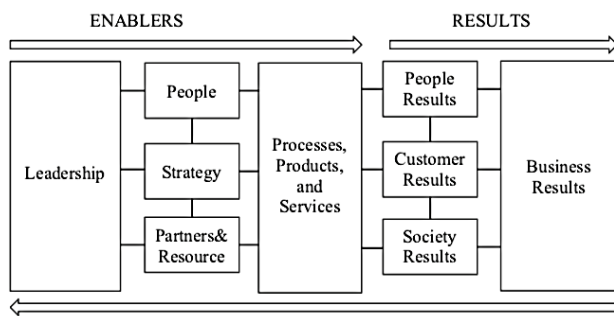 ENABLERS
RESULTS
Leadership
People
Strategy
Partners&
Resource
Processes,
Products,
and
Services
People
Results
Customer
Results
Society
Results
Business
Results